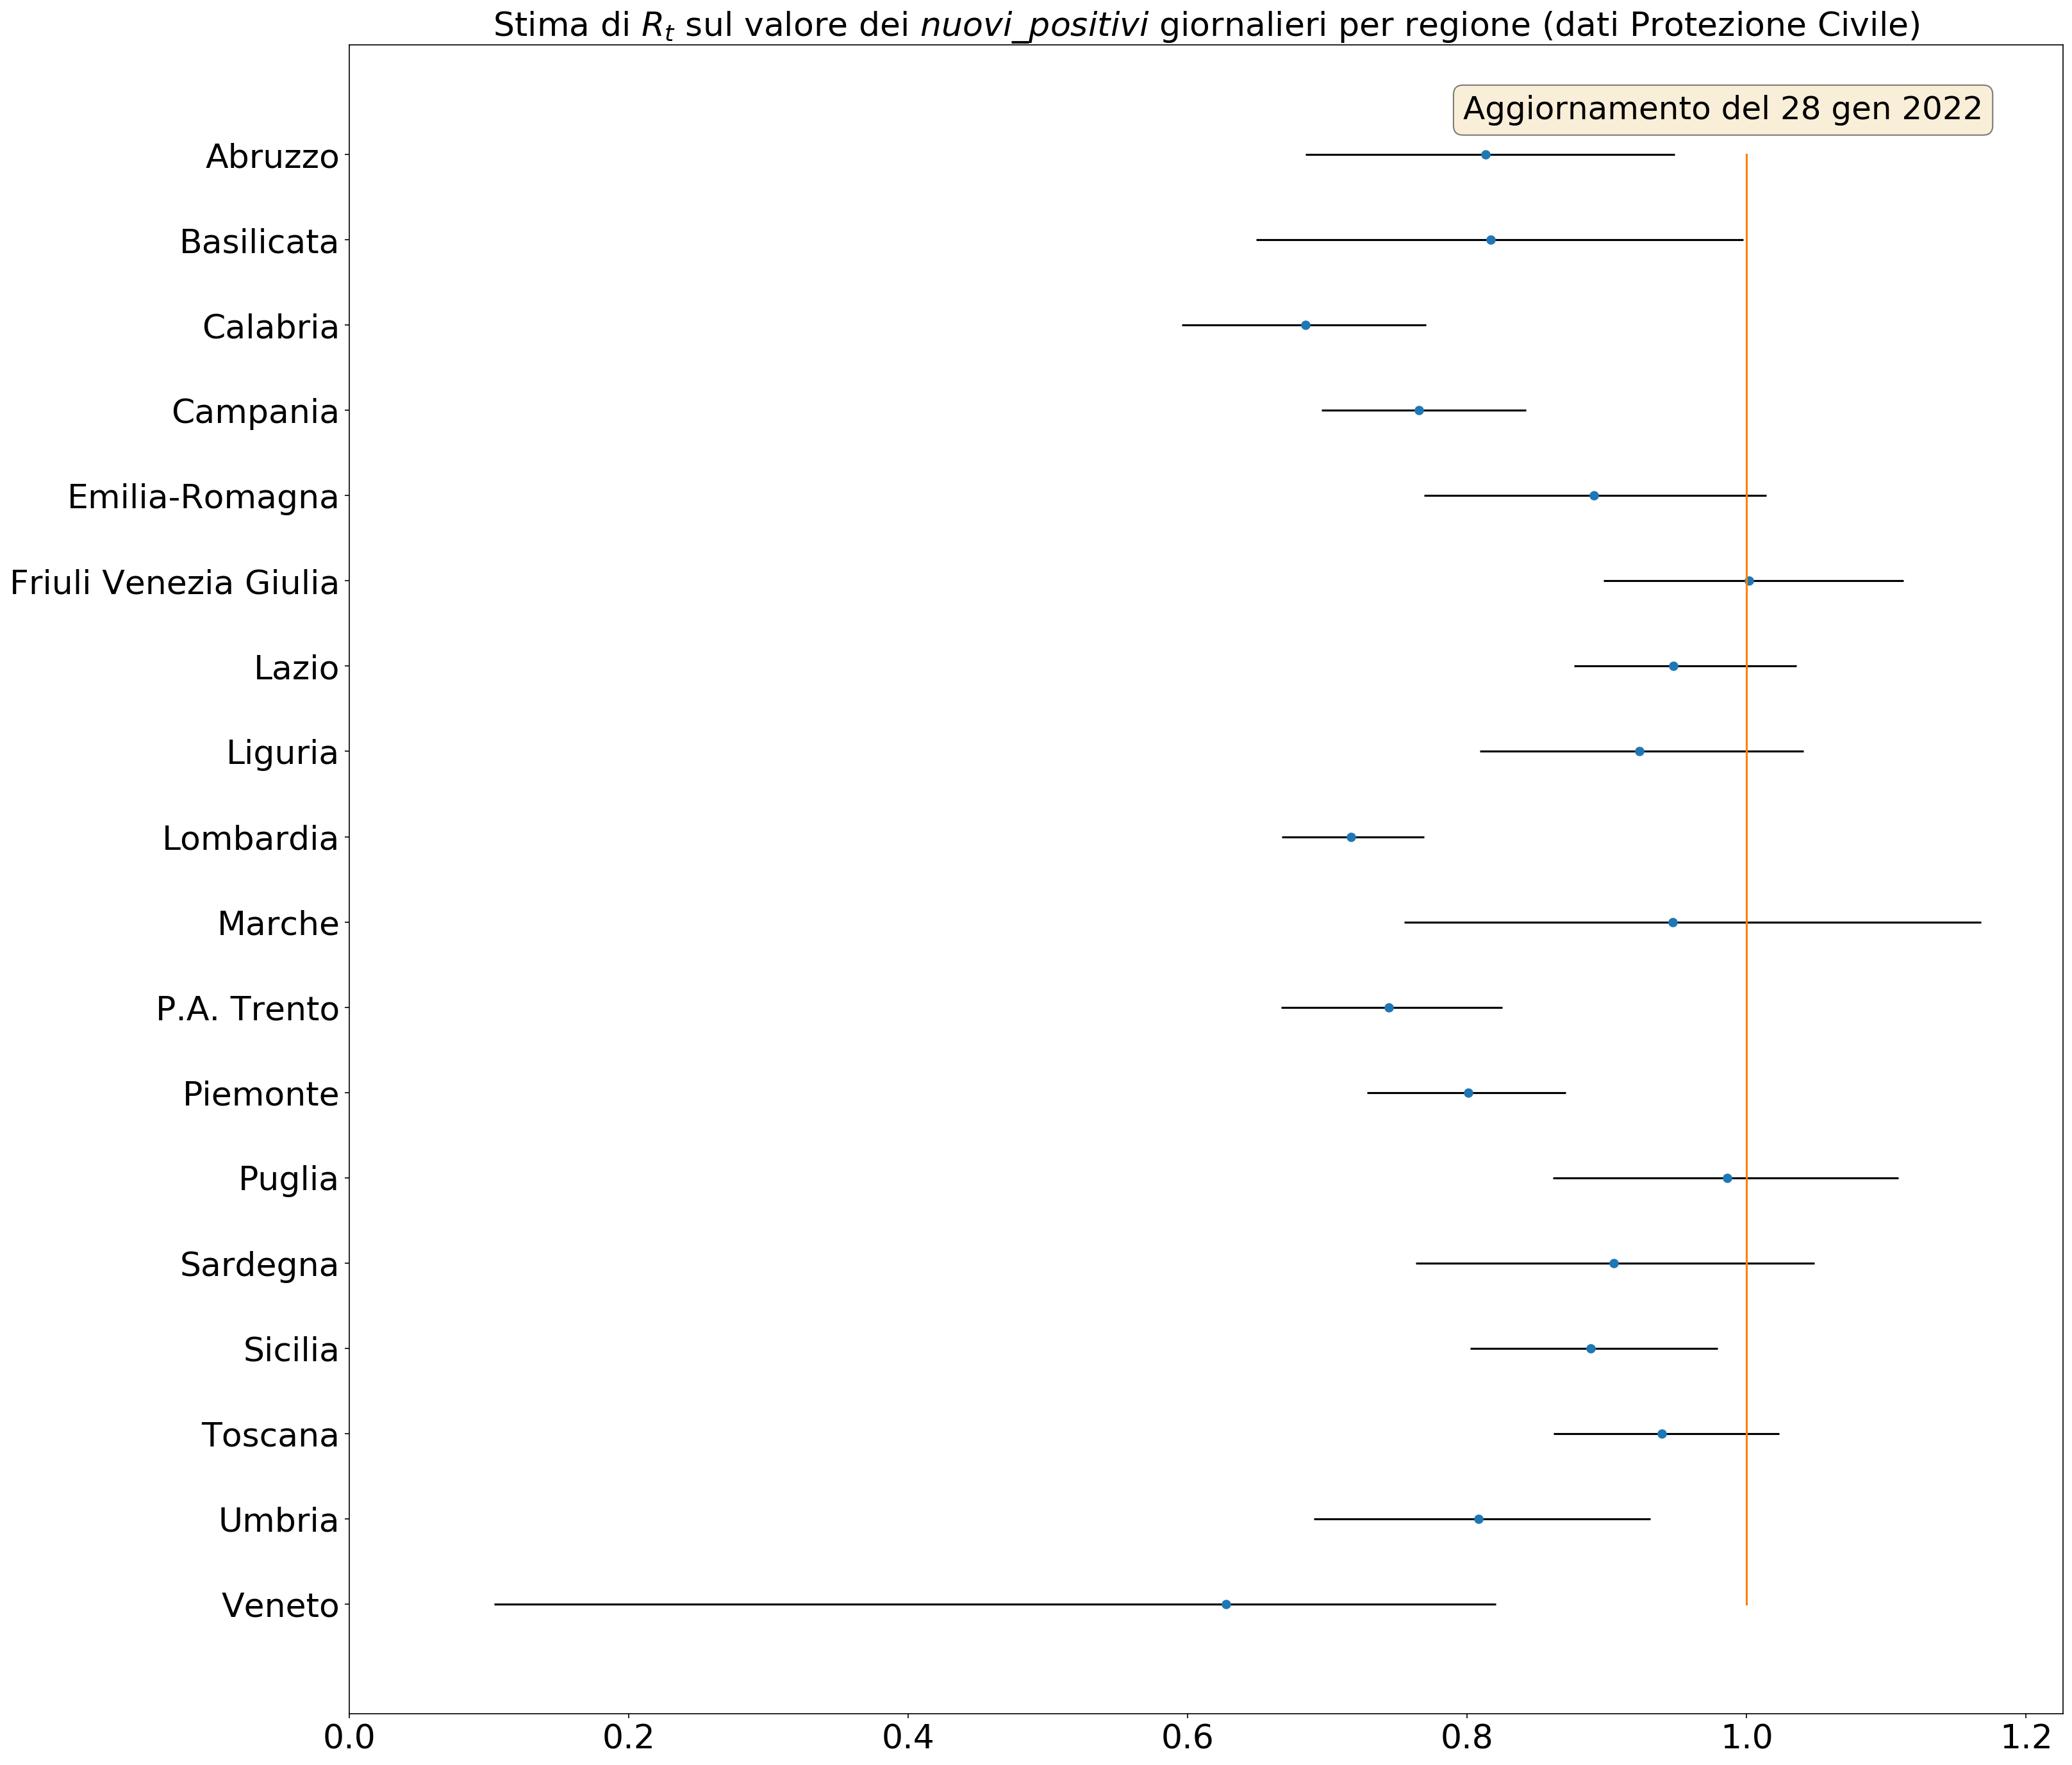 Stima di Rt sul valore dei nuovi_positivi giornalieri per regione (dati Protezione Civile)
Aggiornamento del 28 gen 2022
Abruzzo
Basilicata
Calabria
Campania
Emilia-Romagna
Friuli Venezia Giulia
Lazio
Liguria
Lombardia
Marche
P.A. Trento
Piemonte
Puglia
Sardegna
Sicilia
Toscana
Umbria
Veneto
0.0 0.2 0.4 0.6 0.8 1.0 1.2